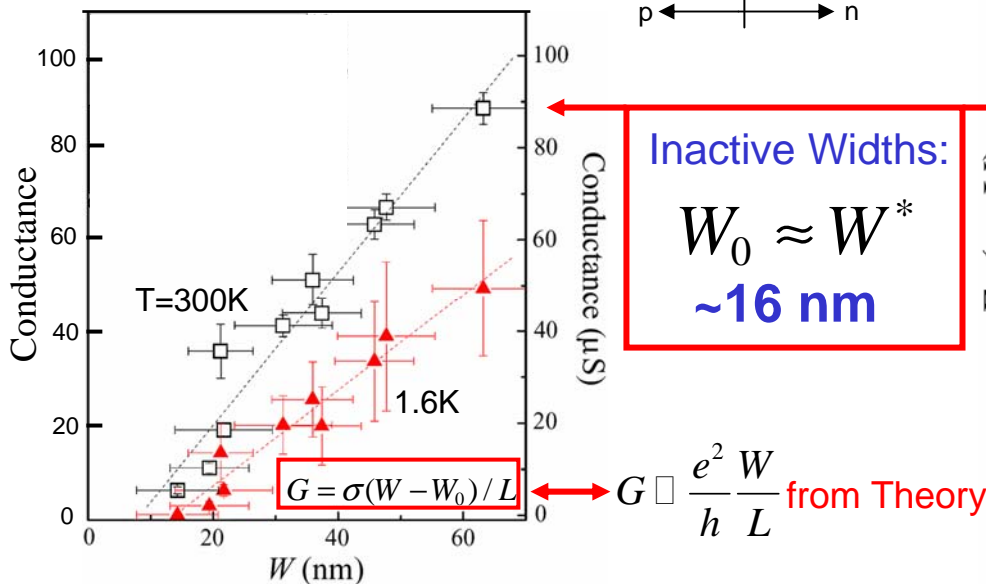 p n
100
80
60
40
20
0
Conductance
T=300K
1.6K
G = σ(W − W₀) / L
0 20 40 60
W (nm)
100
80
60
40
20
0
Conductance (μS)
Inactive Widths:
W₀ ≈ W*
~16 nm
G □ e²/h W/L from Theory